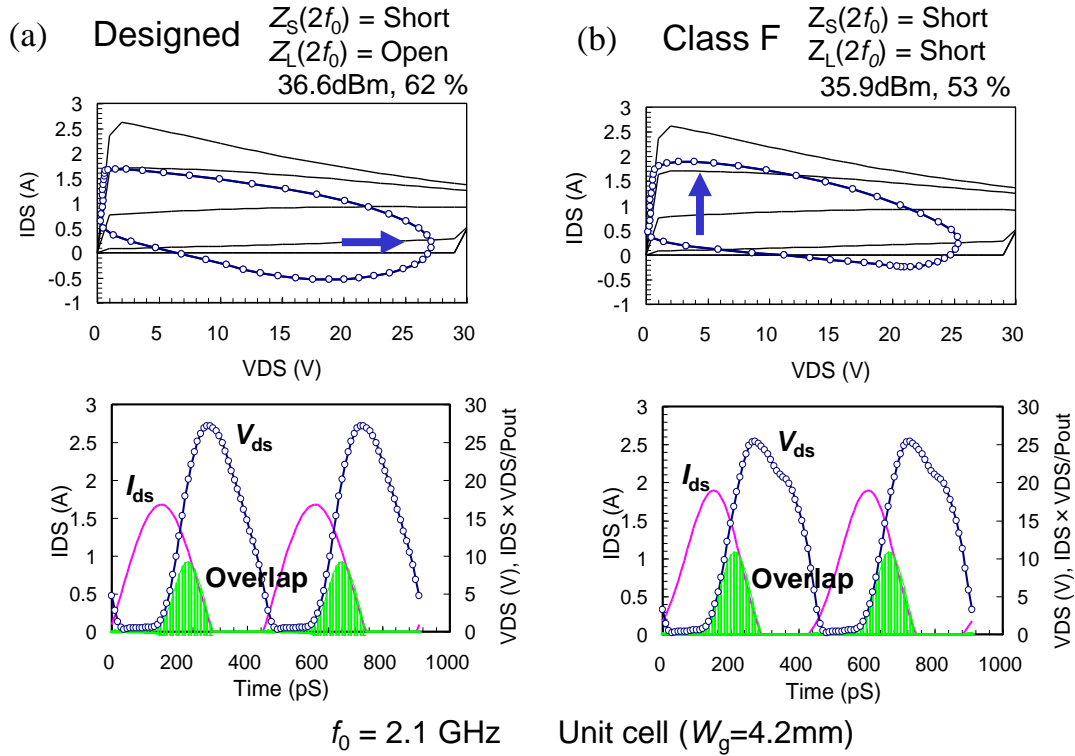 (a) Designed
Z_S(2f_0) = Short
Z_L(2f_0) = Open
36.6dBm, 62 %
3
2.5
2
1.5
1
0.5
0
-0.5
-1
IDS (A)
0 5 10 15 20 25 30
VDS (V)
(b) Class F
Z_S(2f_0) = Short
Z_L(2f_0) = Short
35.9dBm, 53 %
3
2.5
2
1.5
1
0.5
0
-0.5
-1
IDS (A)
0 5 10 15 20 25 30
VDS (V)
3
2.5
2
1.5
1
0.5
0
IDS (A)
V_ds
I_ds
Overlap
30
25
20
15
10
5
0
VDS (V), IDS × VDS/Pout
0 200 400 600 800 1000
Time (pS)
3
2.5
2
1.5
1
0.5
0
IDS (A)
V_ds
I_ds
Overlap
30
25
20
15
10
5
0
VDS (V), IDS × VDS/Pout
0 200 400 600 800 1000
Time (pS)
f_0 = 2.1 GHz Unit cell (W_g=4.2mm)